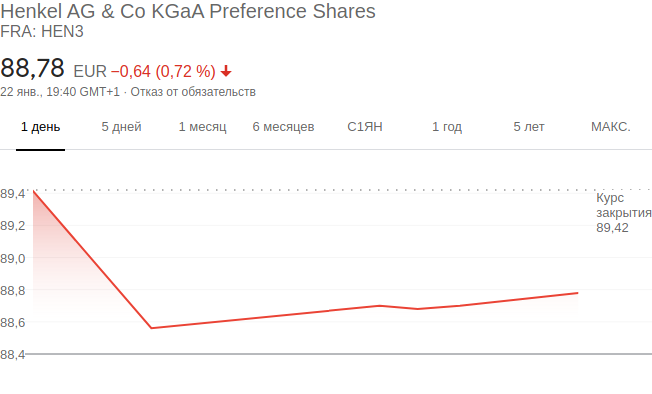 Henkel AG & Co KGaA Preference Shares
FRA: HEN3
88,78 EUR −0,64 (0,72 %)
22 янв., 19:40 GMT+1 · Отказ от обязательств
1 день 5 дней 1 месяц 6 месяцев С1ЯН 1 год 5 лет МАКС.
89,4
89,2
89,0
88,8
88,6
88,4
Курс
закрытия
89,42